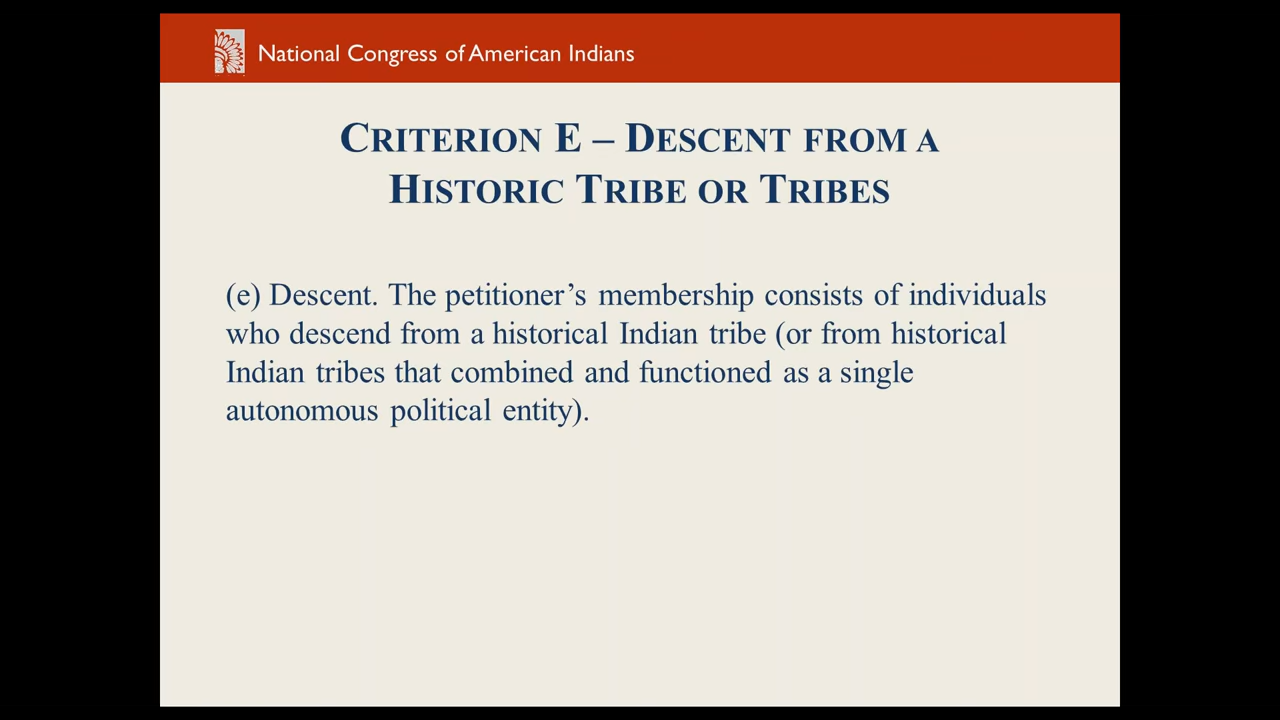 National Congress of American Indians
CRITERION E – DESCENT FROM A
HISTORIC TRIBE OR TRIBES
(e) Descent. The petitioner’s membership consists of individuals
who descend from a historical Indian tribe (or from historical
Indian tribes that combined and functioned as a single
autonomous political entity).